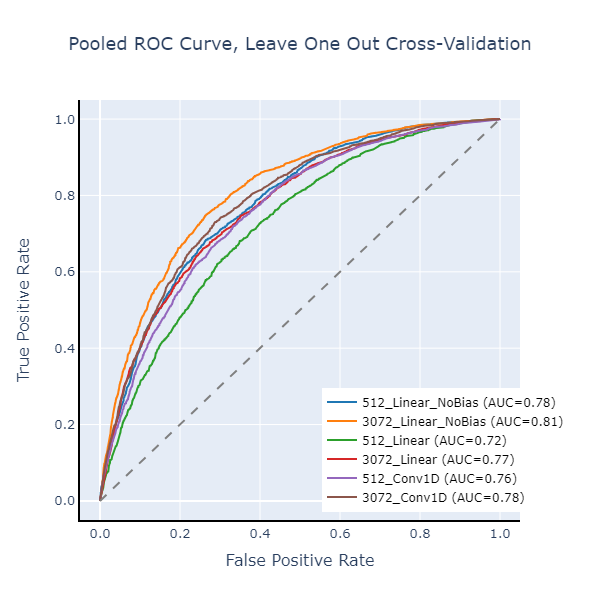 Pooled ROC Curve, Leave One Out Cross-Validation
True Positive Rate
1.0
0.8
0.6
0.4
0.2
0.0
512_Linear_NoBias (AUC=0.78)
3072_Linear_NoBias (AUC=0.81)
512_Linear (AUC=0.72)
3072_Linear (AUC=0.77)
512_Conv1D (AUC=0.76)
3072_Conv1D (AUC=0.78)
0.0 0.2 0.4 0.6 0.8 1.0
False Positive Rate